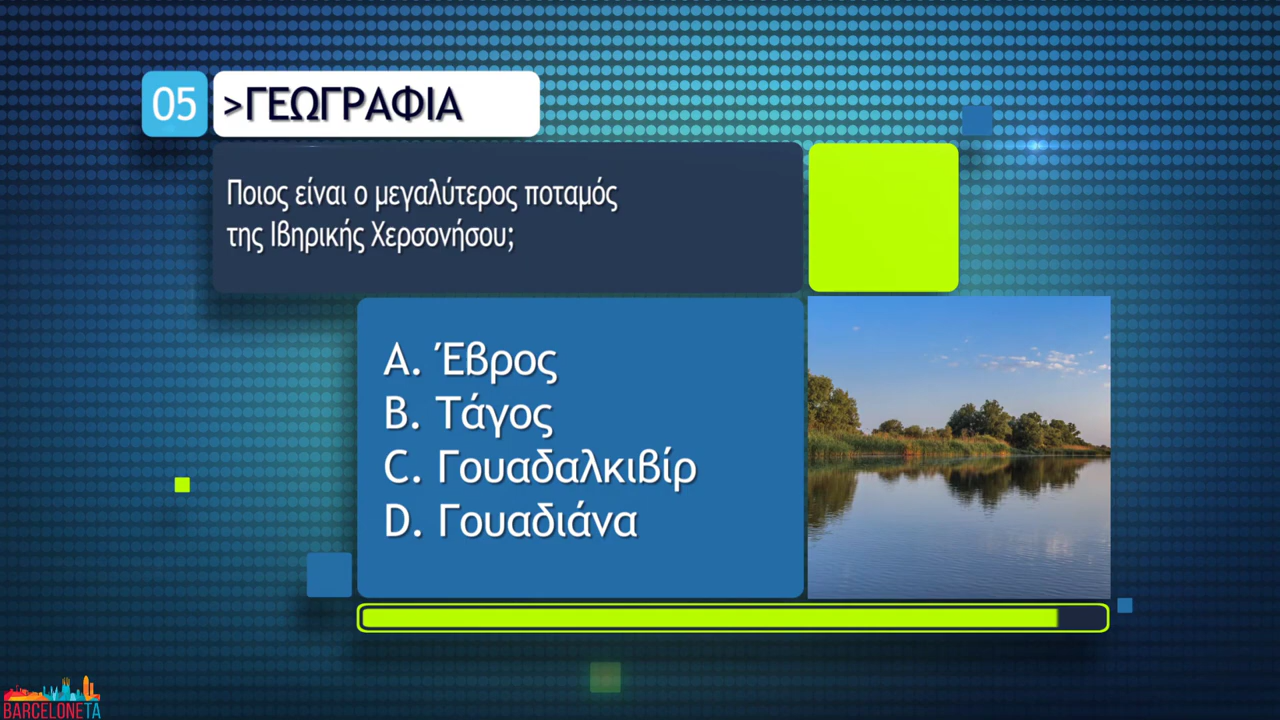 05
>ΓΕΩΓΡΑΦΙΑ
Ποιος είναι ο μεγαλύτερος ποταμός
της Ιβηρικής Χερσονήσου;
A. Έβρος
B. Τάγος
C. Γουαδαλκιβίρ
D. Γουαδιάνα
BARCELONETA